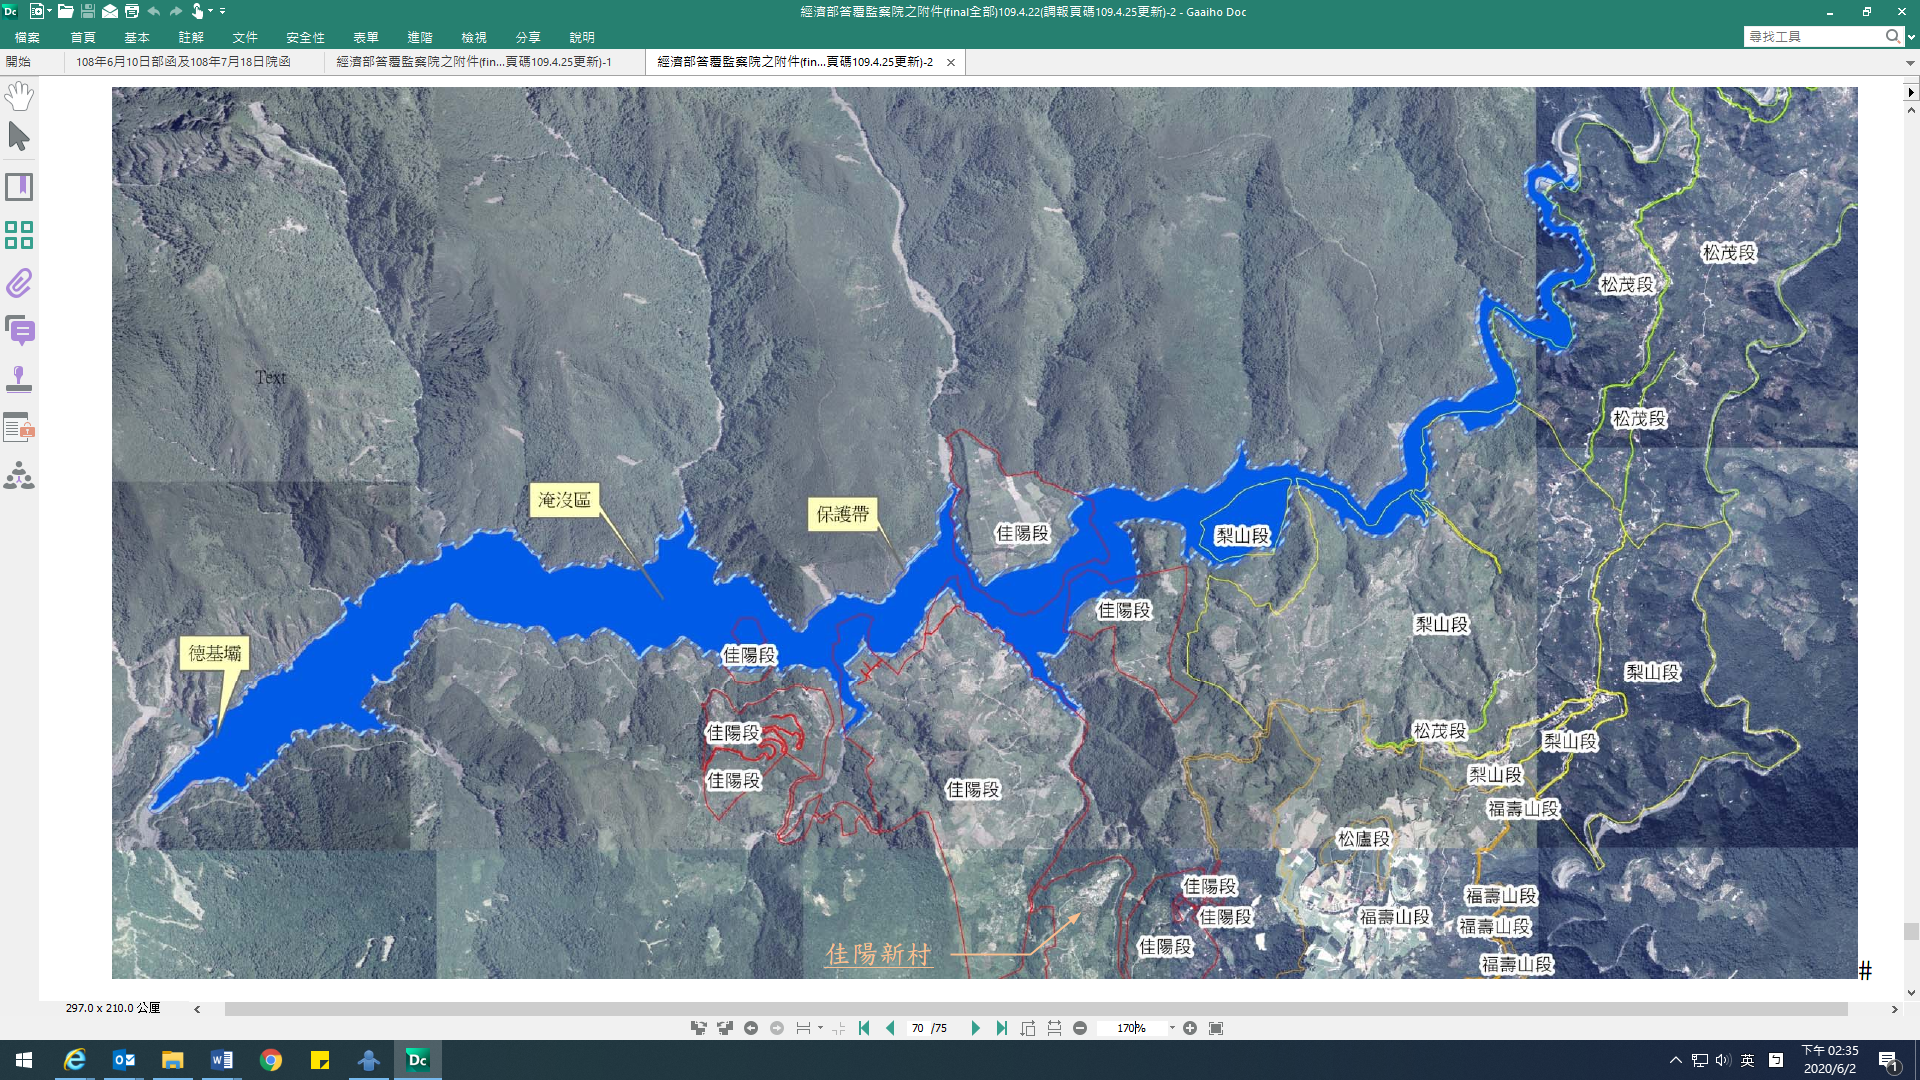 經濟部答覆監察院之附件(final全部)109.4.22(調報頁碼109.4.25更新)-2 - Gaaiho Doc
檔案 首頁 基本 註解 文件 安全性 表單 進階 檢視 分享 說明
尋找工具
開始 108年6月10日部函及108年7月18日院函 經濟部答覆監察院之附件(fin...頁碼109.4.25更新)-1 經濟部答覆監察院之附件(fin...頁碼109.4.25更新)-2
松茂段
松茂段
Text
松茂段
淹沒區
保護帶
佳陽段
梨山段
佳陽段
梨山段
德基壩
佳陽段
梨山段
佳陽段
松茂段
梨山段
佳陽段
佳陽段
梨山段
福壽山段
松廬段
佳陽段
福壽山段
佳陽段
福壽山段
福壽山段
佳陽新村
佳陽段
福壽山段
#
297.0 x 210.0 公厘
70 /75
170%
英
下午 02:35
2020/6/2
1